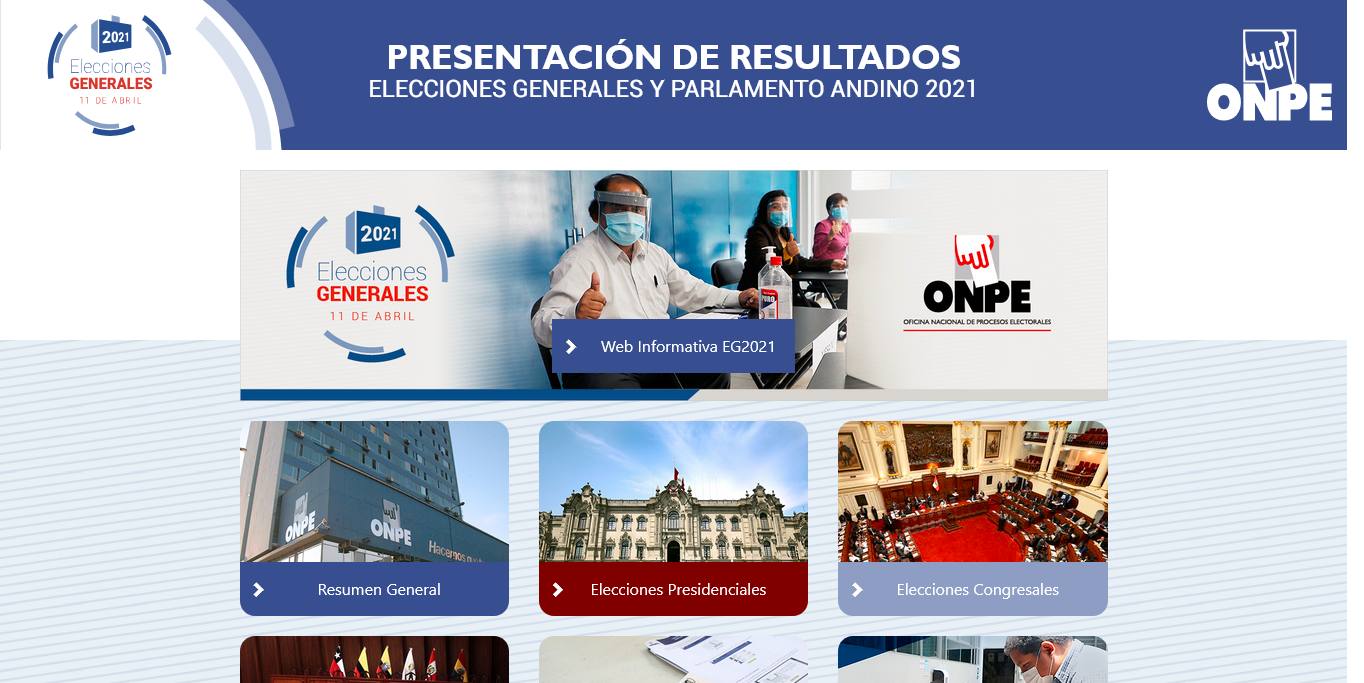 2021
Elecciones
GENERALES
11 DE ABRIL
PRESENTACIÓN DE RESULTADOS
ELECCIONES GENERALES Y PARLAMENTO ANDINO 2021
ONPE
2021
Elecciones
GENERALES
11 DE ABRIL
PURO
ONPE
OFICINA NACIONAL DE PROCESOS ELECTORALES
Web Informativa EG2021
ONPE
ONPE
Hacemos
Resumen General
Elecciones Presidenciales
Elecciones Congresales